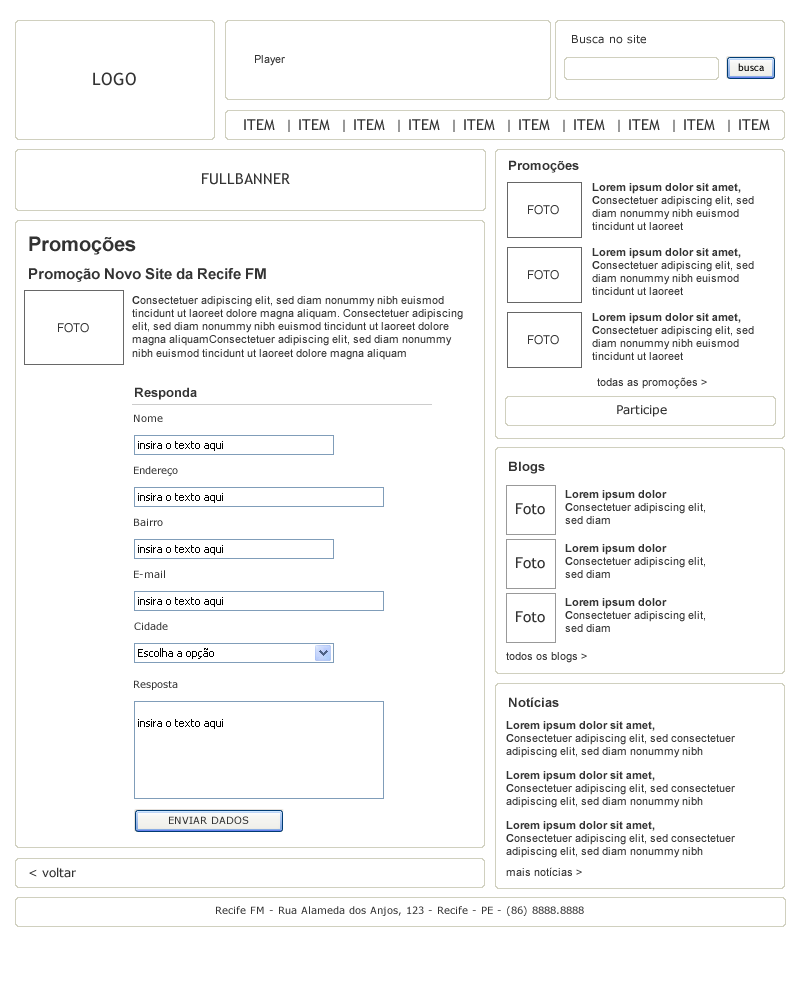 LOGO
Player
Busca no site
busca
ITEM | ITEM | ITEM | ITEM | ITEM | ITEM | ITEM | ITEM | ITEM | ITEM
FULLBANNER
Promoções
Promoção Novo Site da Recife FM
FOTO
Consectetuer adipiscing elit, sed diam nonummy nibh euismod
tincidunt ut laoreet dolore magna aliquam. Consectetuer adipiscing
elit, sed diam nonummy nibh euismod tincidunt ut laoreet dolore
magna aliquamConsectetuer adipiscing elit, sed diam nonummy
nibh euismod tincidunt ut laoreet dolore magna aliquam
Responda
Nome
insira o texto aqui
Endereço
insira o texto aqui
Bairro
insira o texto aqui
E-mail
insira o texto aqui
Cidade
Escolha a opção
Resposta
insira o texto aqui
ENVIAR DADOS
< voltar
Promoções
FOTO
Lorem ipsum dolor sit amet,
Consectetuer adipiscing elit, sed
diam nonummy nibh euismod
tincidunt ut laoreet
FOTO
Lorem ipsum dolor sit amet,
Consectetuer adipiscing elit, sed
diam nonummy nibh euismod
tincidunt ut laoreet
FOTO
Lorem ipsum dolor sit amet,
Consectetuer adipiscing elit, sed
diam nonummy nibh euismod
tincidunt ut laoreet
todas as promoções >
Participe
Blogs
Foto
Lorem ipsum dolor
Consectetuer adipiscing elit,
sed diam
Foto
Lorem ipsum dolor
Consectetuer adipiscing elit,
sed diam
Foto
Lorem ipsum dolor
Consectetuer adipiscing elit,
sed diam
todos os blogs >
Notícias
Lorem ipsum dolor sit amet,
Consectetuer adipiscing elit, sed consectetuer
adipiscing elit, sed diam nonummy nibh
Lorem ipsum dolor sit amet,
Consectetuer adipiscing elit, sed consectetuer
adipiscing elit, sed diam nonummy nibh
Lorem ipsum dolor sit amet,
Consectetuer adipiscing elit, sed consectetuer
adipiscing elit, sed diam nonummy nibh
mais notícias >
Recife FM - Rua Alameda dos Anjos, 123 - Recife - PE - (86) 8888.8888